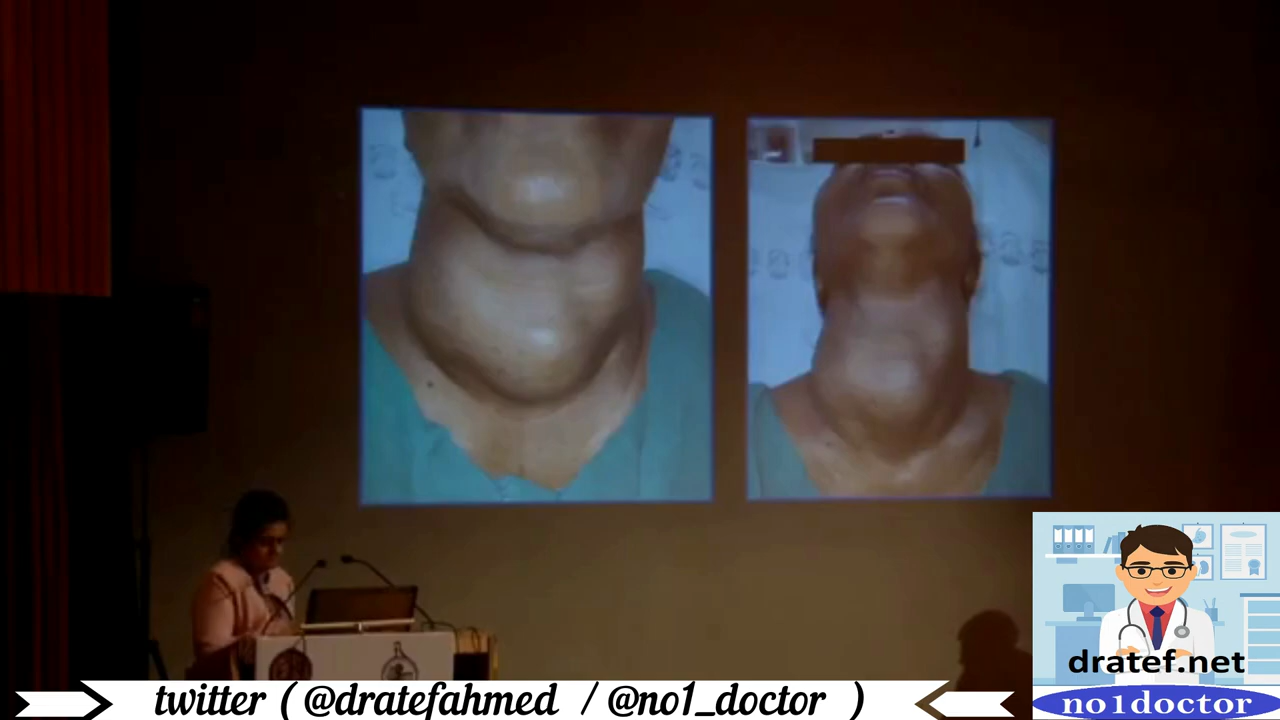 dratef.net
no1doctor
twitter ( @dratefahmed / @no1_doctor )